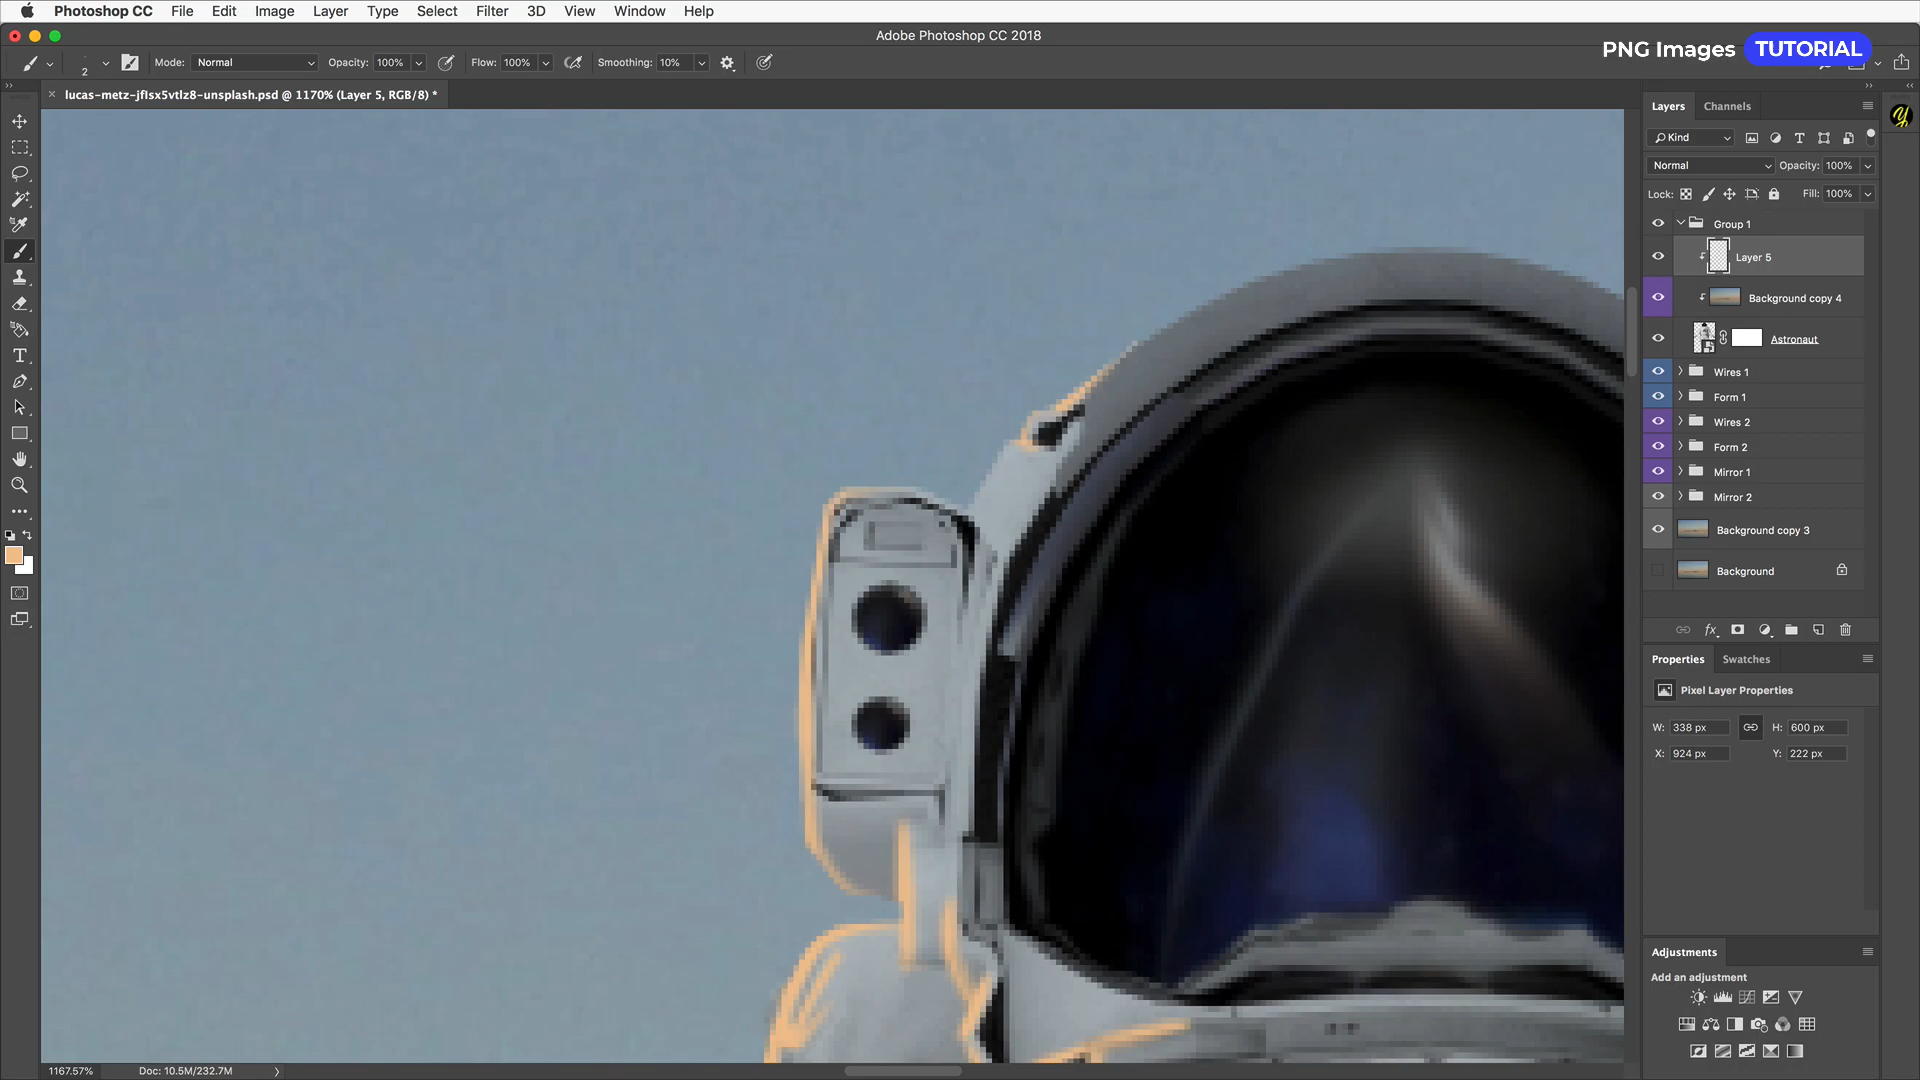 Photoshop CC File Edit Image Layer Type Select Filter 3D View Window Help
Adobe Photoshop CC 2018
PNG Images TUTORIAL
2 Mode: Normal Opacity: 100% Flow: 100% Smoothing: 10%
× lucas-metz-jflsx5vtlz8-unsplash.psd @ 1170% (Layer 5, RGB/8) *
Layers Channels
Kind
Normal Opacity: 100%
Lock: Fill: 100%
Group 1
Layer 5
Background copy 4
Astronaut
Wires 1
Form 1
Wires 2
Form 2
Mirror 1
Mirror 2
Background copy 3
Background
fx
Properties Swatches
Pixel Layer Properties
W: 338 px H: 600 px
X: 924 px Y: 222 px
Adjustments
Add an adjustment
1167.57% Doc: 10.5M/232.7M